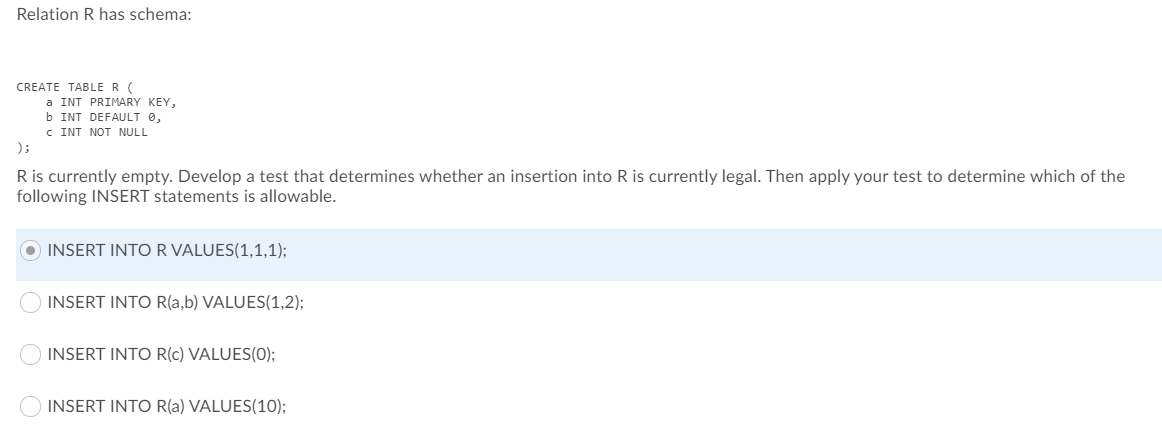 Relation R has schema:
CREATE TABLE R (
    a INT PRIMARY KEY,
    b INT DEFAULT 0,
    c INT NOT NULL
);
R is currently empty. Develop a test that determines whether an insertion into R is currently legal. Then apply your test to determine which of the
following INSERT statements is allowable.
INSERT INTO R VALUES(1,1,1);
INSERT INTO R(a,b) VALUES(1,2);
INSERT INTO R(c) VALUES(0);
INSERT INTO R(a) VALUES(10);